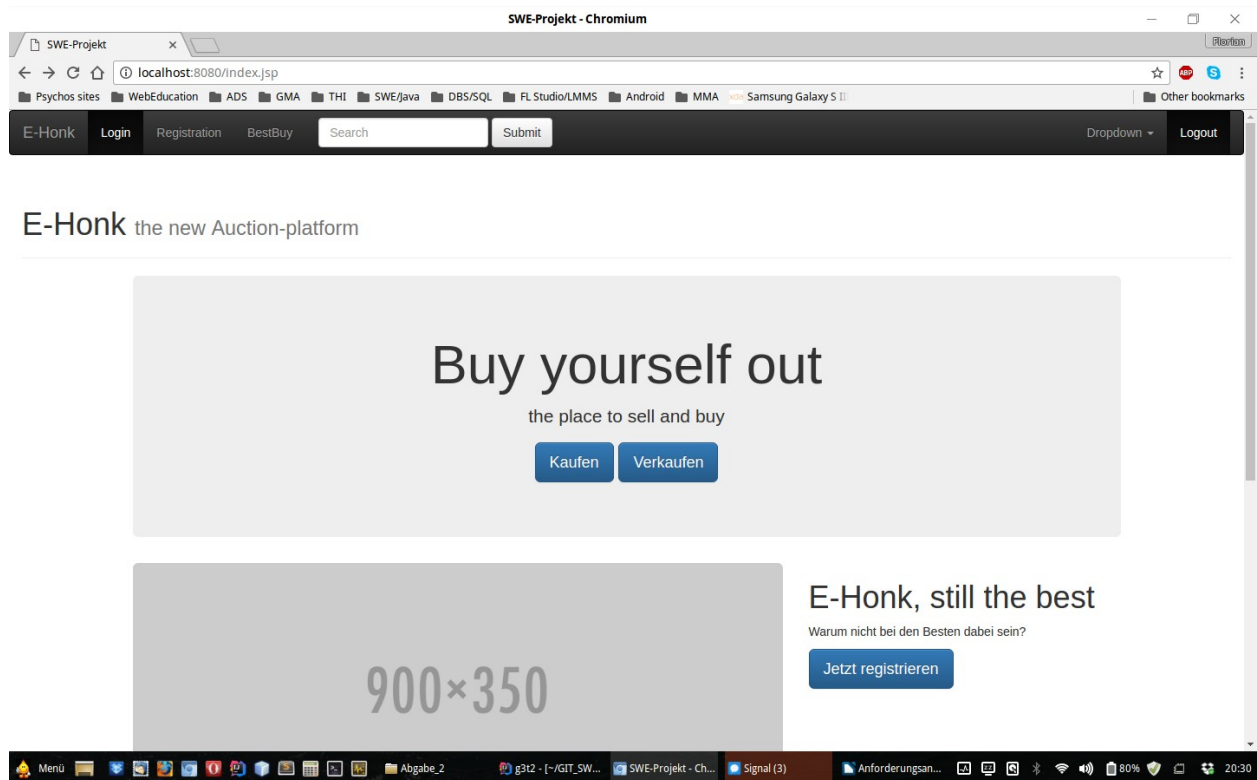 SWE-Projekt - Chromium
SWE-Projekt
Florian
localhost:8080/index.jsp
ABP
Psychos sites WebEducation ADS GMA THI SWE/Java DBS/SQL FL Studio/LMMS Android MMA xda Samsung Galaxy S II Other bookmarks
E-Honk Login Registration BestBuy Search Submit Dropdown Logout
E-Honk the new Auction-platform
Buy yourself out
the place to sell and buy
Kaufen Verkaufen
900×350
E-Honk, still the best
Warum nicht bei den Besten dabei sein?
Jetzt registrieren
Menü Abgabe_2 g3t2 - [~/GIT_SW... SWE-Projekt - Ch... Signal (3) Anforderungsan... 80% 20:30